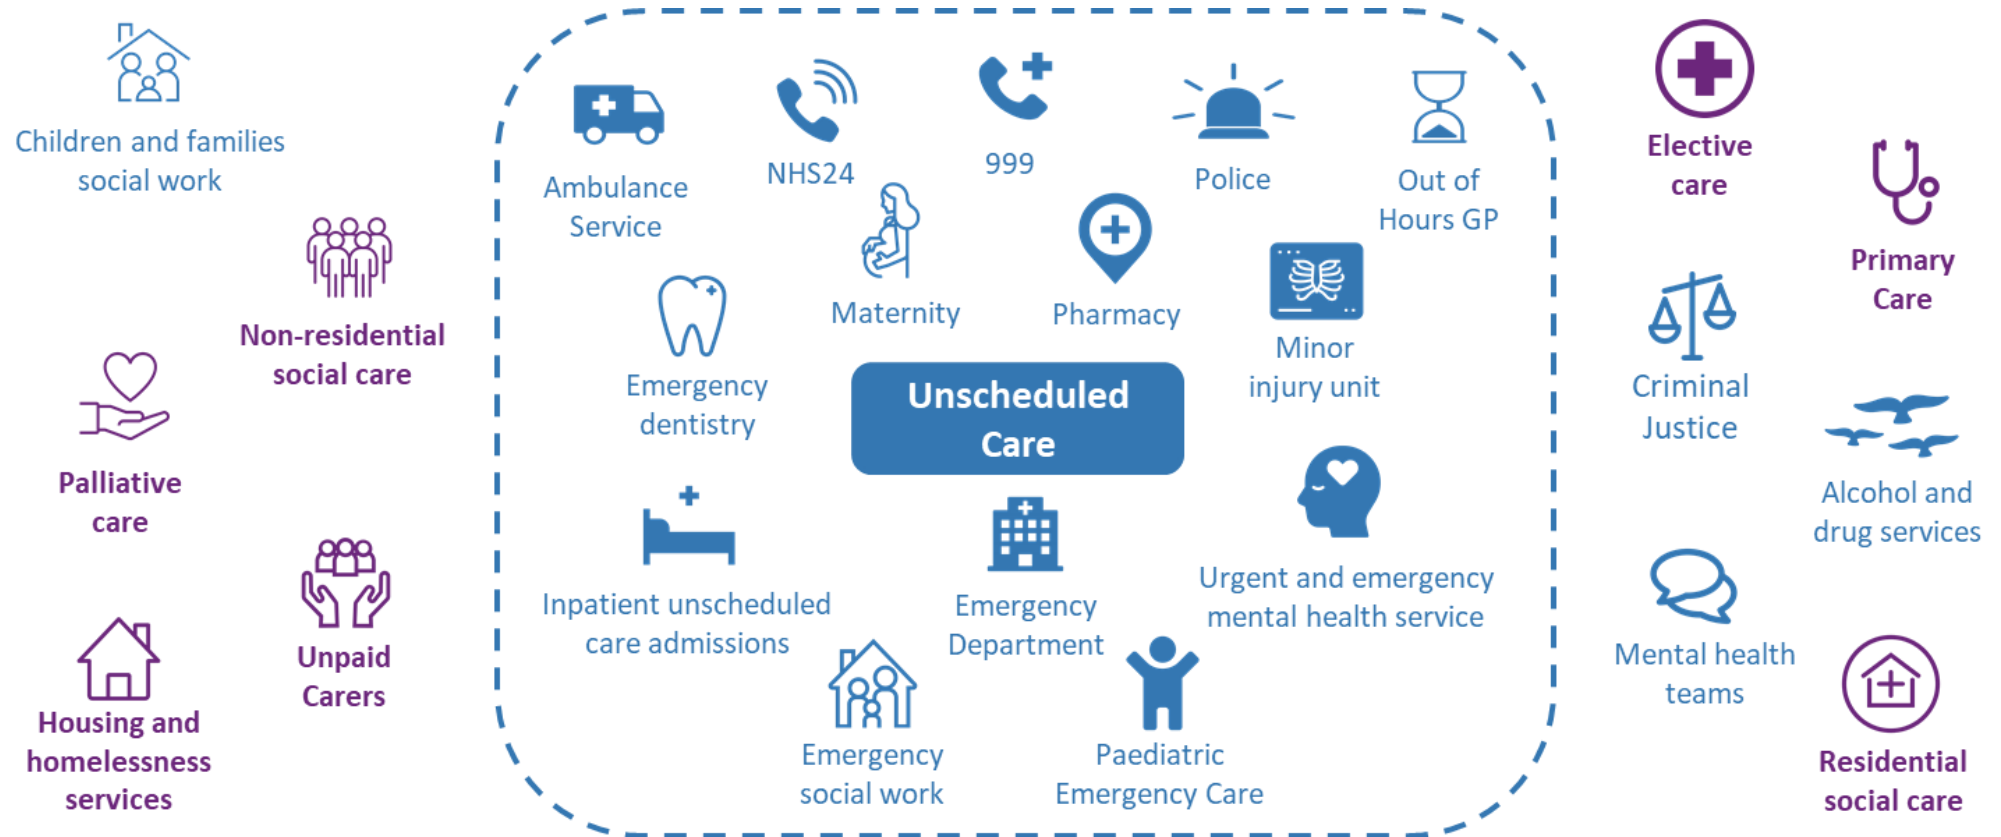 Children and families
social work
Non-residential
social care
Palliative
care
Unpaid
Carers
Housing and
homelessness
services
Ambulance
Service
NHS24
999
Police
Out of
Hours GP
Maternity
Pharmacy
Emergency
dentistry
Minor
injury unit
Unscheduled
Care
Inpatient unscheduled
care admissions
Emergency
Department
Urgent and emergency
mental health service
Emergency
social work
Paediatric
Emergency Care
Elective
care
Primary
Care
Criminal
Justice
Alcohol and
drug services
Mental health
teams
Residential
social care